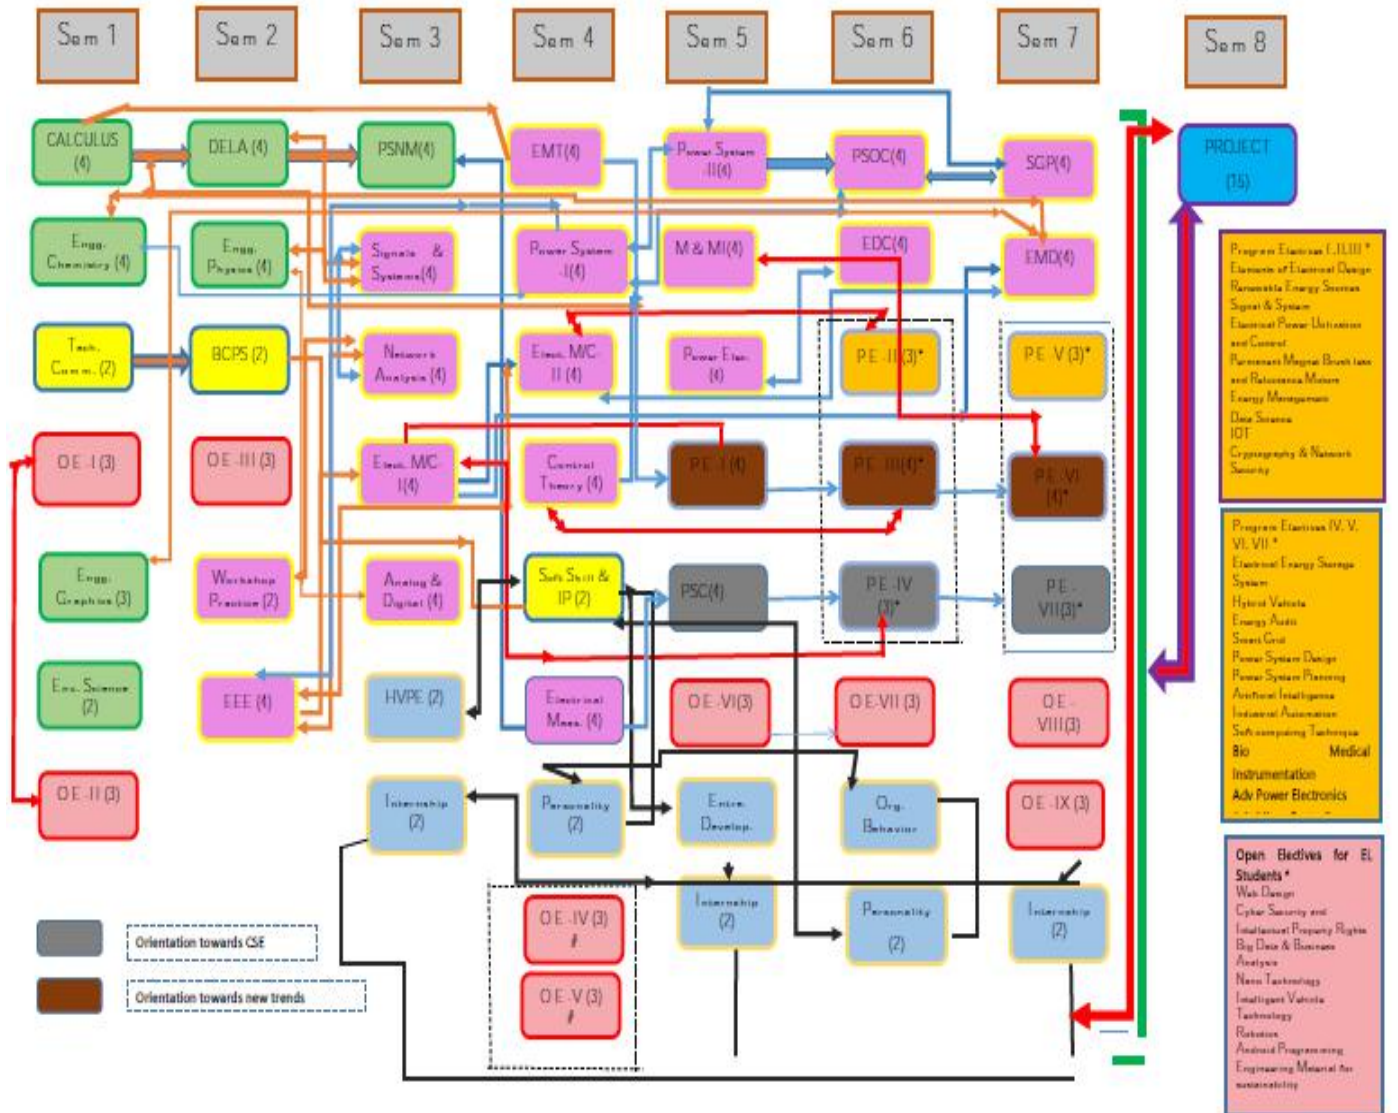 Sem 1
Sem 2
Sem 3
Sem 4
Sem 5
Sem 6
Sem 7
Sem 8
CALCULUS
(4)
DELA (4)
PSNM(4)
EMT(4)
Power System
-II(4)
PSOC(4)
SGP(4)
PROJECT
(15)
Engg.
Chemistry (4)
Engg.
Physics (4)
Signals &
Systems(4)
Power System
-I(4)
M & MI(4)
EDC(4)
EMD(4)
Tech.
Comm. (2)
BCPS (2)
Network
Analysis (4)
Elect. M/C-
II (4)
Power Elex.
(4)
PE-II(3)*
PE-V (3)*
OE-I (3)
OE-III (3)
Elect. M/C-
I(4)
Control
Theory (4)
PE-I (4)
PE-III(4)*
PE-VI
(4)*
Engg.
Graphics (3)
Workshop
Practice (2)
Analog &
Digital (4)
Soft Skill &
IP (2)
PSC(4)
PE-IV
(3)*
PE-
VII(3)*
Env. Science
(2)
EEE (4)
HVPE (2)
Electrical
Meas. (4)
OE-VI(3)
OE-VII (3)
OE-
VIII(3)
OE-II (3)
Internship
(2)
Personality
(2)
Entre.
Develop.
Org.
Behavior
OE-IX (3)
OE-IV (3)
#
OE-V (3)
#
Internship
(2)
Personality
(2)
Internship
(2)
Orientation towards CSE
Orientation towards new trends
Program Electives I,II,III *
Elements of Electrical Design
Renewable Energy Sources
Signal & System
Electrical Power Utilization
and Control
Permanent Magnet Brush less
and Reluctance Motors
Energy Management
Data Science
IOT
Cryptography & Network
Security
Program Electives IV, V,
VI, VII *
Electrical Energy Storage
System
Hybrid Vehicle
Energy Audit
Smart Grid
Power System Design
Power System Planning
Artificial Intelligence
Industrial Automation
Soft computing Technique
Bio Medical
Instrumentation
Adv Power Electronics
Open Electives for EL
Students *
Web Design
Cyber Security and
Intellectual Property Rights
Big Data & Business
Analysis
Nano Technology
Intelligent Vehicle
Technology
Robotics
Android Programming
Engineering Material for
sustainability